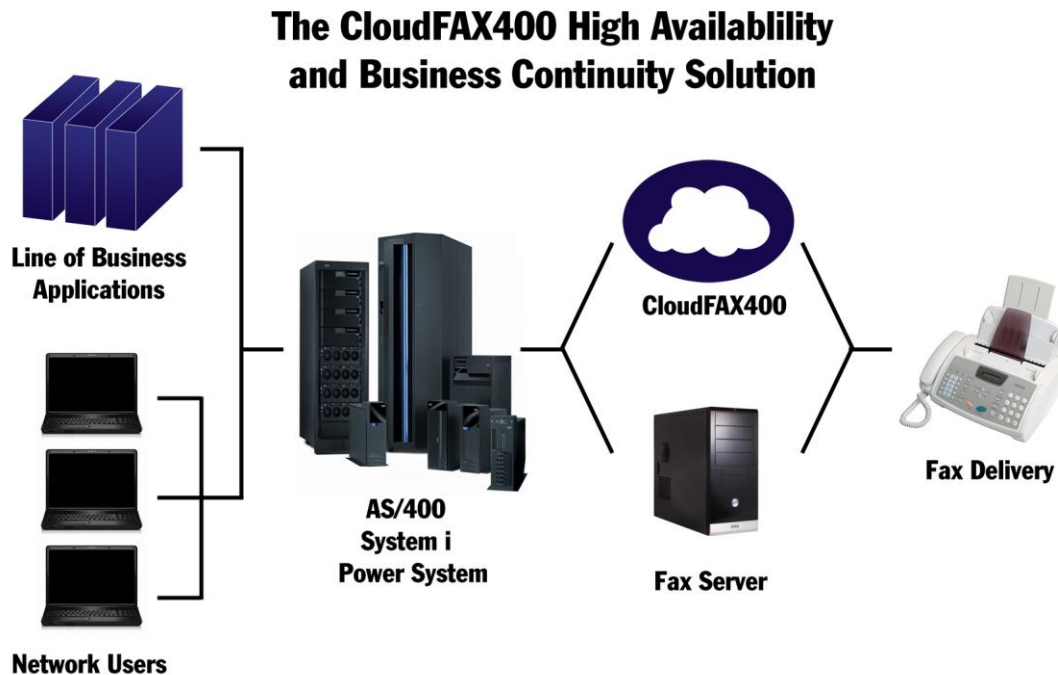 The CloudFAX400 High Availablility
and Business Continuity Solution
Line of Business
Applications
CloudFAX400
AS/400
System i
Power System
Fax Server
Fax Delivery
Network Users